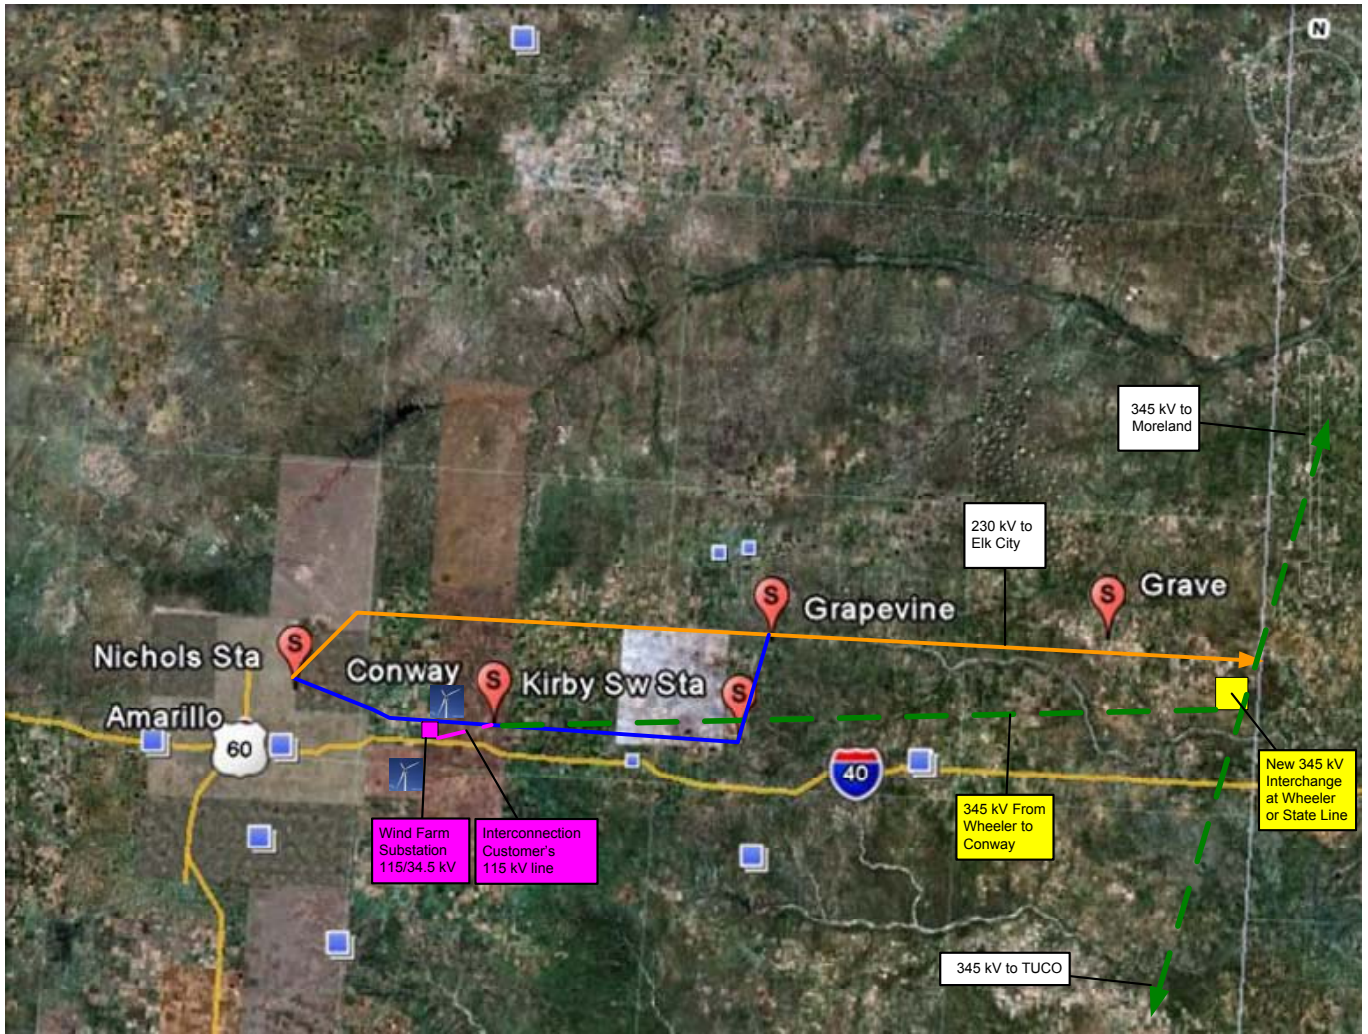 N
345 kV to
Moreland
230 kV to
Elk City
S
Grave
S
Grapevine
S
Nichols Sta
Conway
S
Kirby Sw Sta
S
Amarillo
60
40
New 345 kV
Interchange
at Wheeler
or State Line
345 kV From
Wheeler to
Conway
Wind Farm
Substation
115/34.5 kV
Interconnection
Customer's
115 kV line
345 kV to TUCO